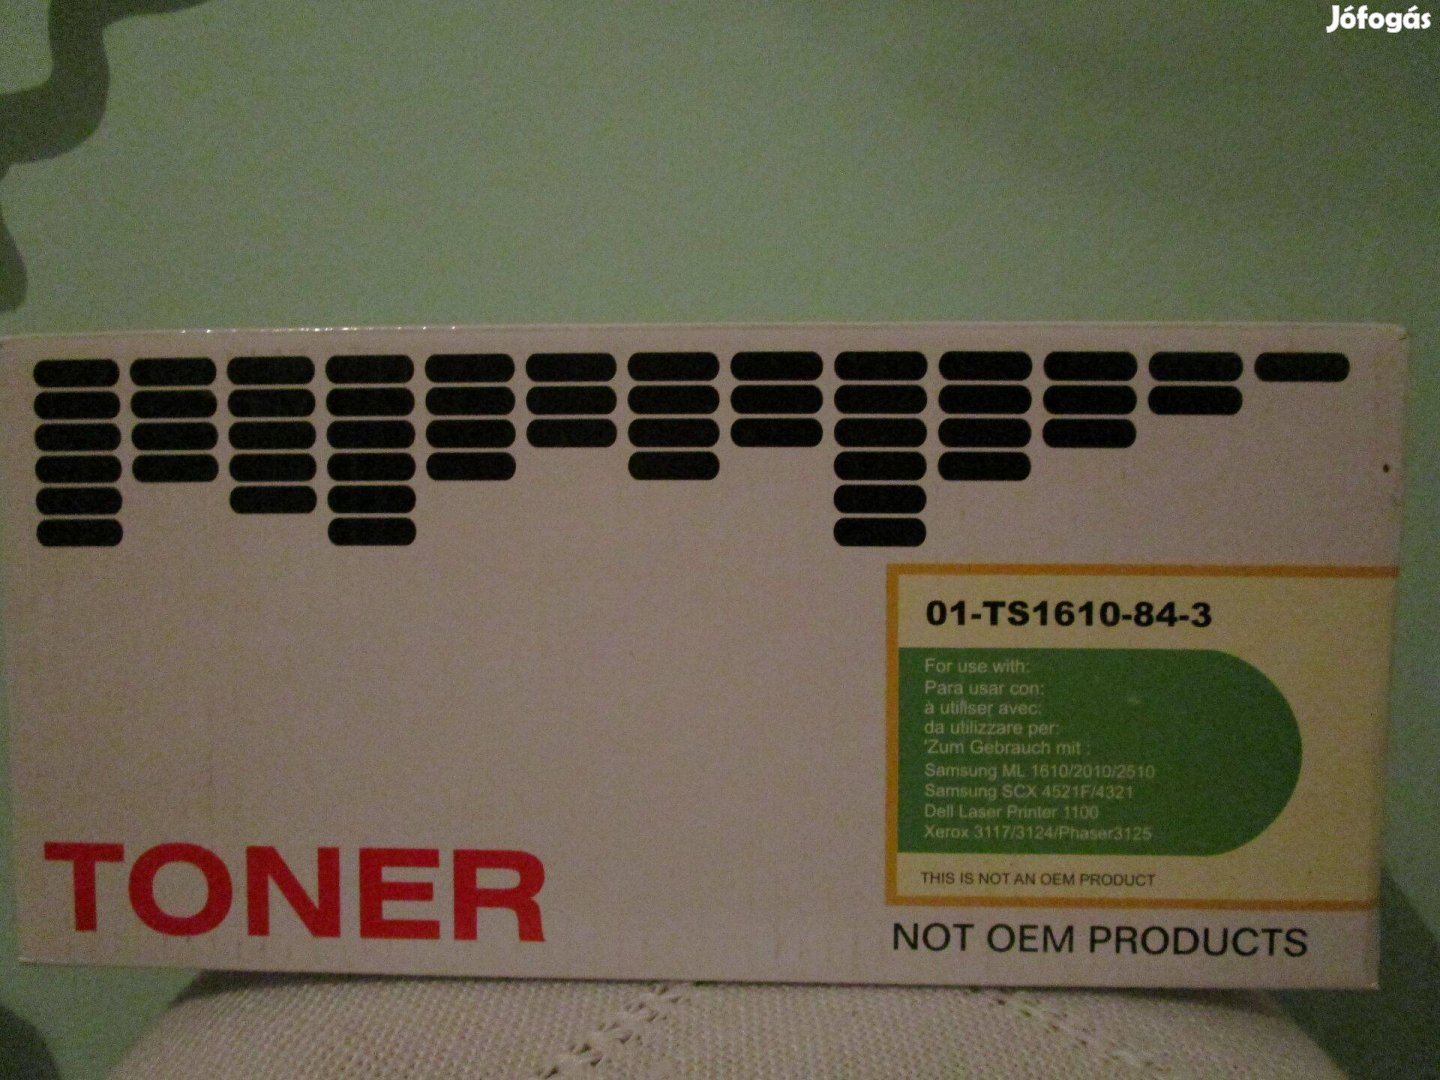 Jófogás
01-TS1610-84-3
For use with:
Para usar con:
à utiliser avec:
da utilizzare per:
'Zum Gebrauch mit :
Samsung ML 1610/2010/2510
Samsung SCX 4521F/4321
Dell Laser Printer 1100
Xerox 3117/3124/Phaser3125
THIS IS NOT AN OEM PRODUCT
TONER
NOT OEM PRODUCTS